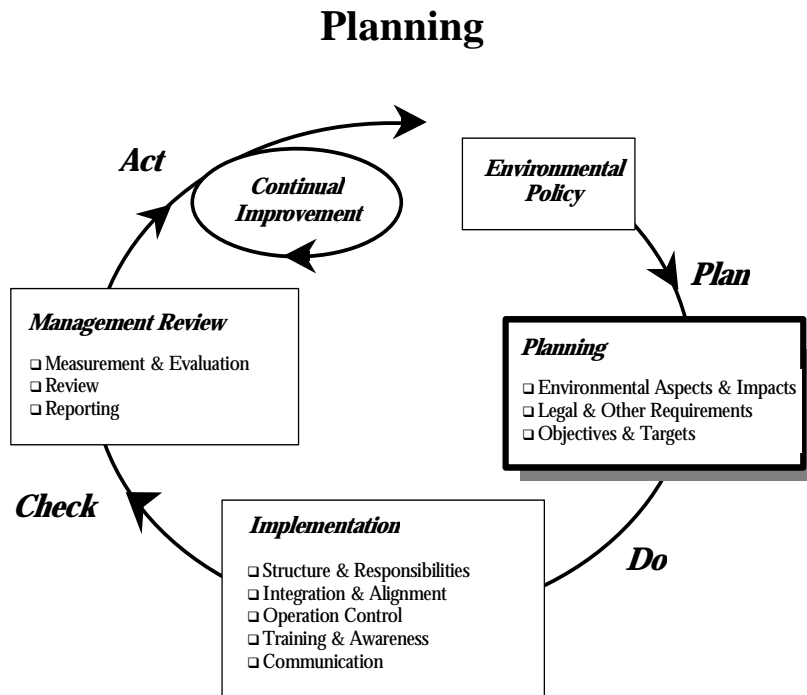 Planning
Act
Continual
Improvement
Environmental
Policy
Plan
Management Review
❑ Measurement & Evaluation
❑ Review
❑ Reporting
Planning
❑ Environmental Aspects & Impacts
❑ Legal & Other Requirements
❑ Objectives & Targets
Check
Implementation
❑ Structure & Responsibilities
❑ Integration & Alignment
❑ Operation Control
❑ Training & Awareness
❑ Communication
Do